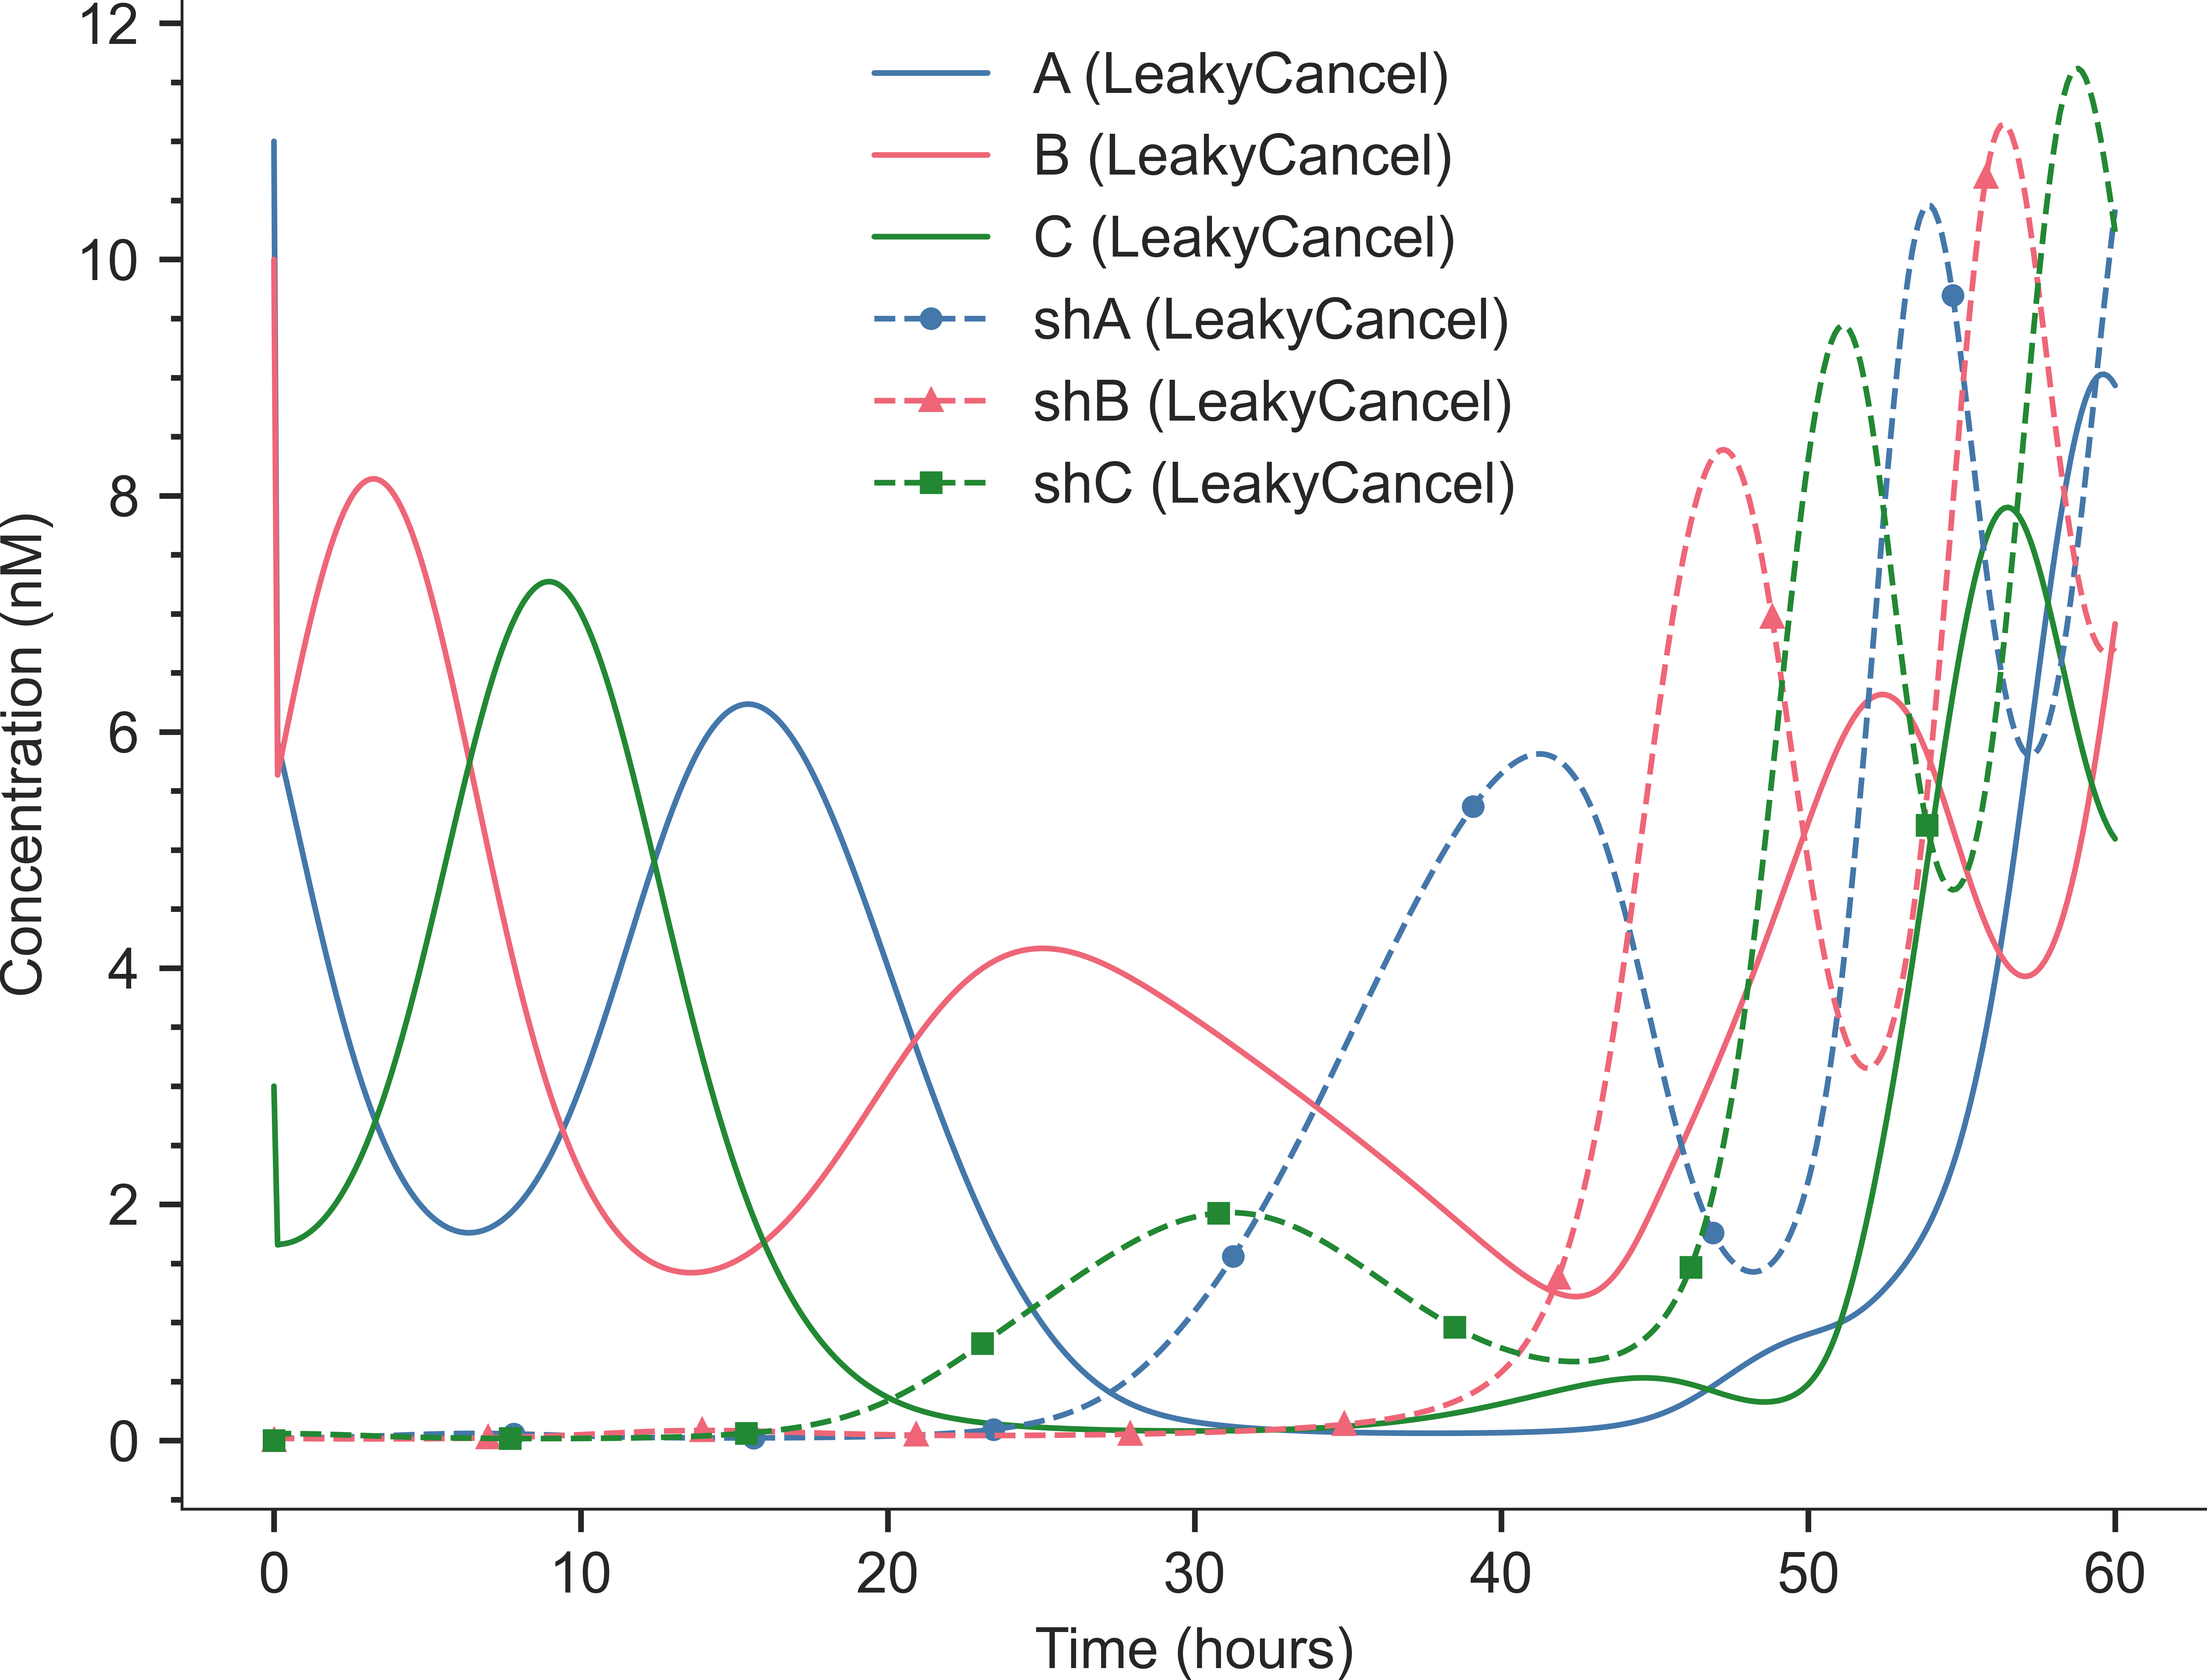 12
10
8
6
4
2
0
Concentration (nM)
A (LeakyCancel)
B (LeakyCancel)
C (LeakyCancel)
shA (LeakyCancel)
shB (LeakyCancel)
shC (LeakyCancel)
0 10 20 30 40 50 60
Time (hours)